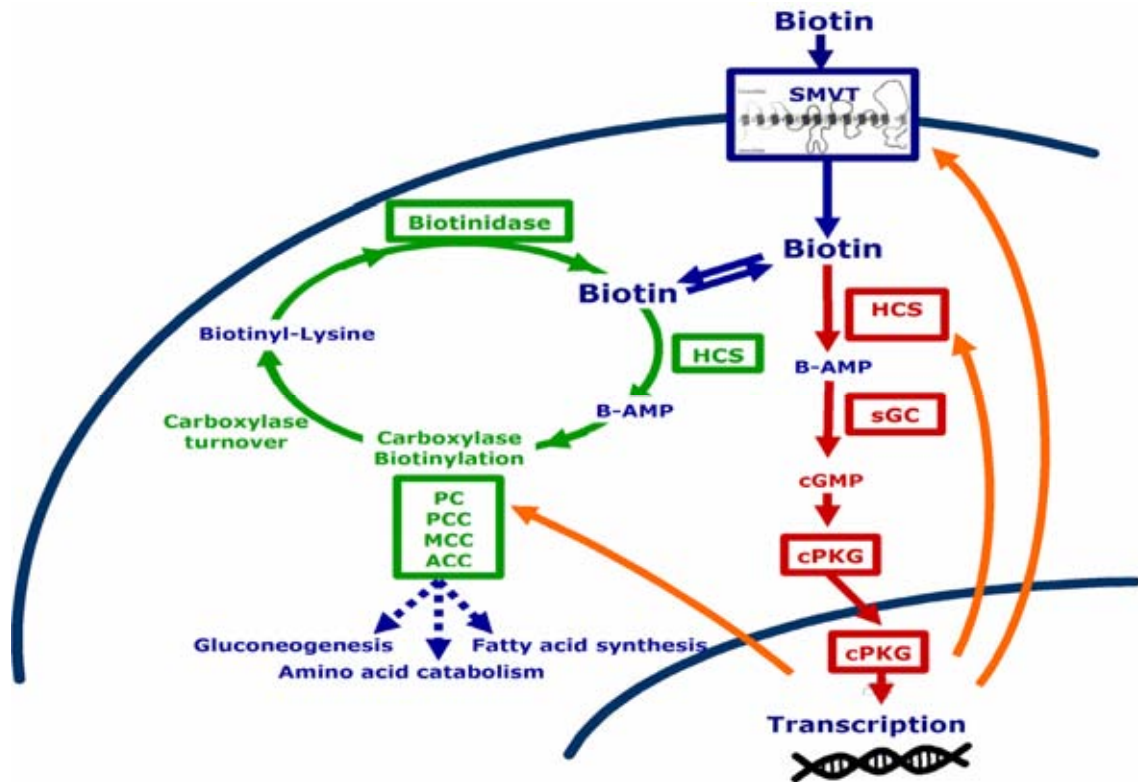 Biotin
SMVT
Biotinidase
Biotin
Biotin
Biotinyl-Lysine
HCS
HCS
B-AMP
B-AMP
Carboxylase
turnover
Carboxylase
Biotinylation
sGC
cGMP
PC
PCC
MCC
ACC
cPKG
Gluconeogenesis
Fatty acid synthesis
Amino acid catabolism
cPKG
Transcription